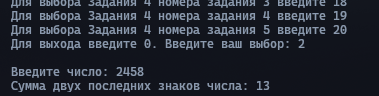 Для выбора Задания 4 номера задания 3 введите 18
Для выбора Задания 4 номера задания 4 введите 19
Для выбора Задания 4 номера задания 5 введите 20
Для выхода введите 0. Введите ваш выбор: 2
Введите число: 2458
Сумма двух последних знаков числа: 13